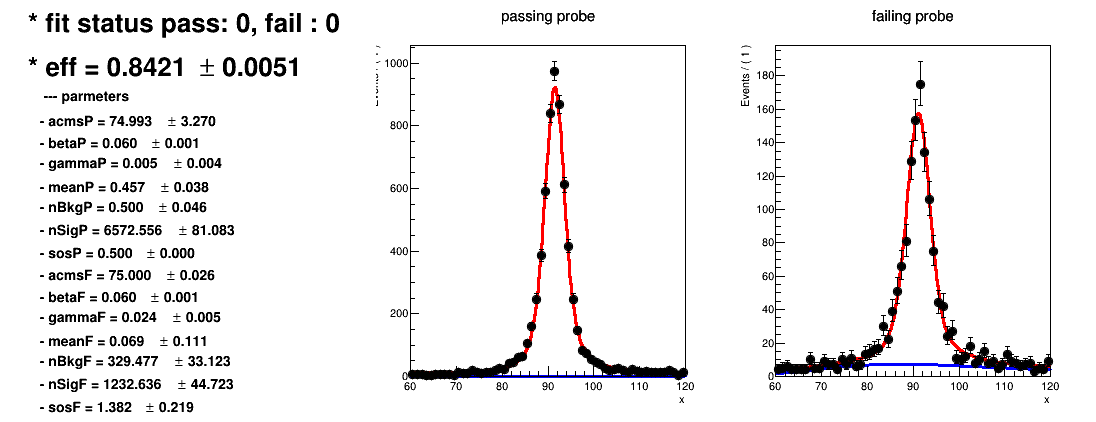 * fit status pass: 0, fail : 0
* eff = 0.8421 ± 0.0051
--- parmeters
- acmsP = 74.993 ± 3.270
- betaP = 0.060 ± 0.001
- gammaP = 0.005 ± 0.004
- meanP = 0.457 ± 0.038
- nBkgP = 0.500 ± 0.046
- nSigP = 6572.556 ± 81.083
- sosP = 0.500 ± 0.000
- acmsF = 75.000 ± 0.026
- betaF = 0.060 ± 0.001
- gammaF = 0.024 ± 0.005
- meanF = 0.069 ± 0.111
- nBkgF = 329.477 ± 33.123
- nSigF = 1232.636 ± 44.723
- sosF = 1.382 ± 0.219
passing probe
1000
800
600
400
200
0
60 70 80 90 100 110 120
x
failing probe
Events / ( 1 )
180
160
140
120
100
80
60
40
20
0
60 70 80 90 100 110 120
x